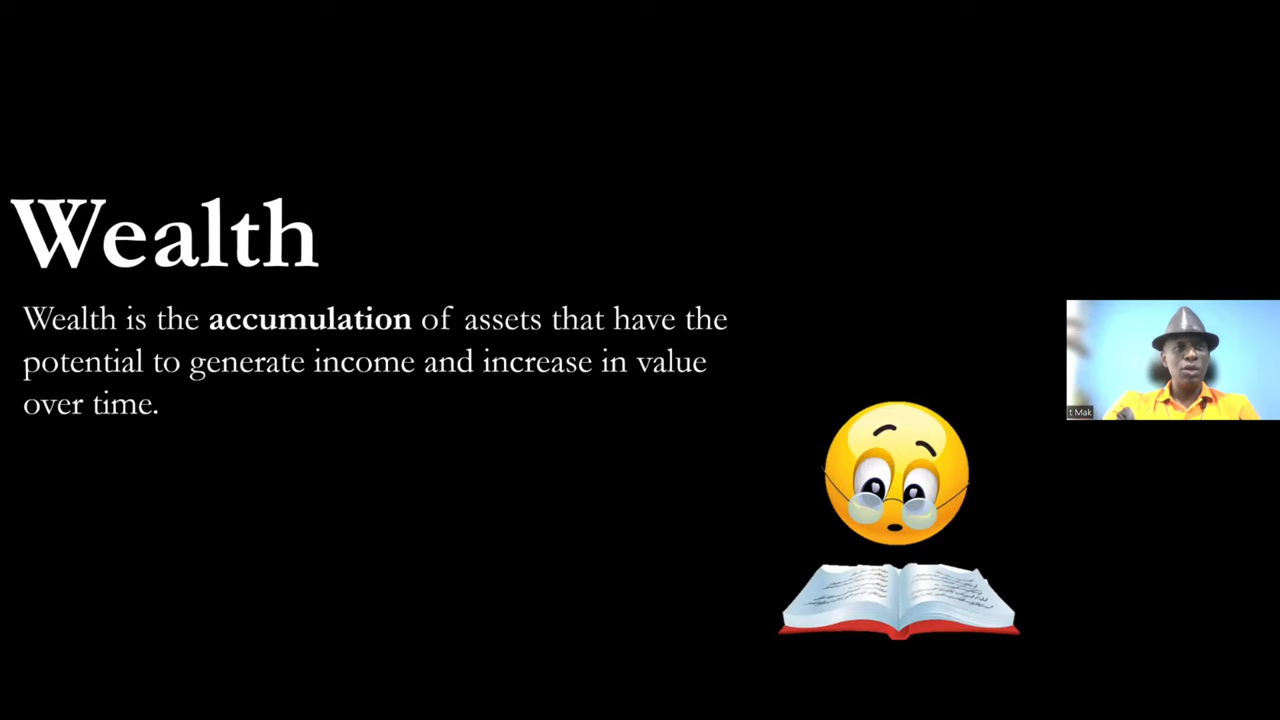 Wealth
Wealth is the accumulation of assets that have the
potential to generate income and increase in value
over time.
t Mak